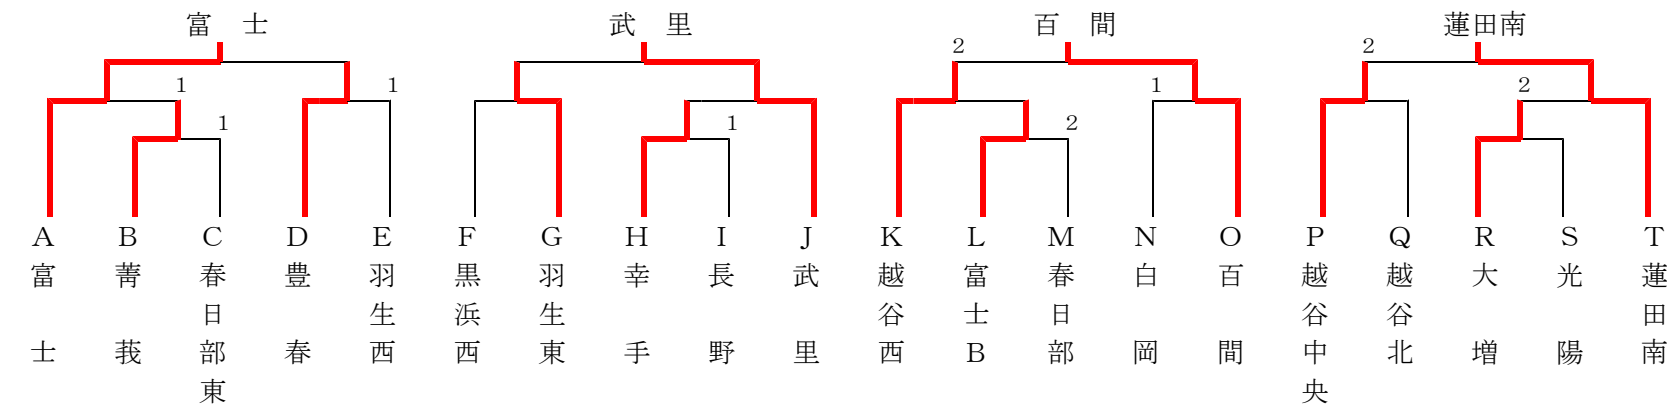 富 士
武 里
百 間
蓮田南
2
2
1
1
1
2
1
1
2
A
B
C
D
E
F
G
H
I
J
K
L
M
N
O
P
Q
R
S
T
富士
菁莪
春日部東
豊春
羽生西
黒浜西
羽生東
幸手
長野
武里
越谷西
富士B
春日部
白岡
百間
越谷中央
越谷北
大増
光陽
蓮田南